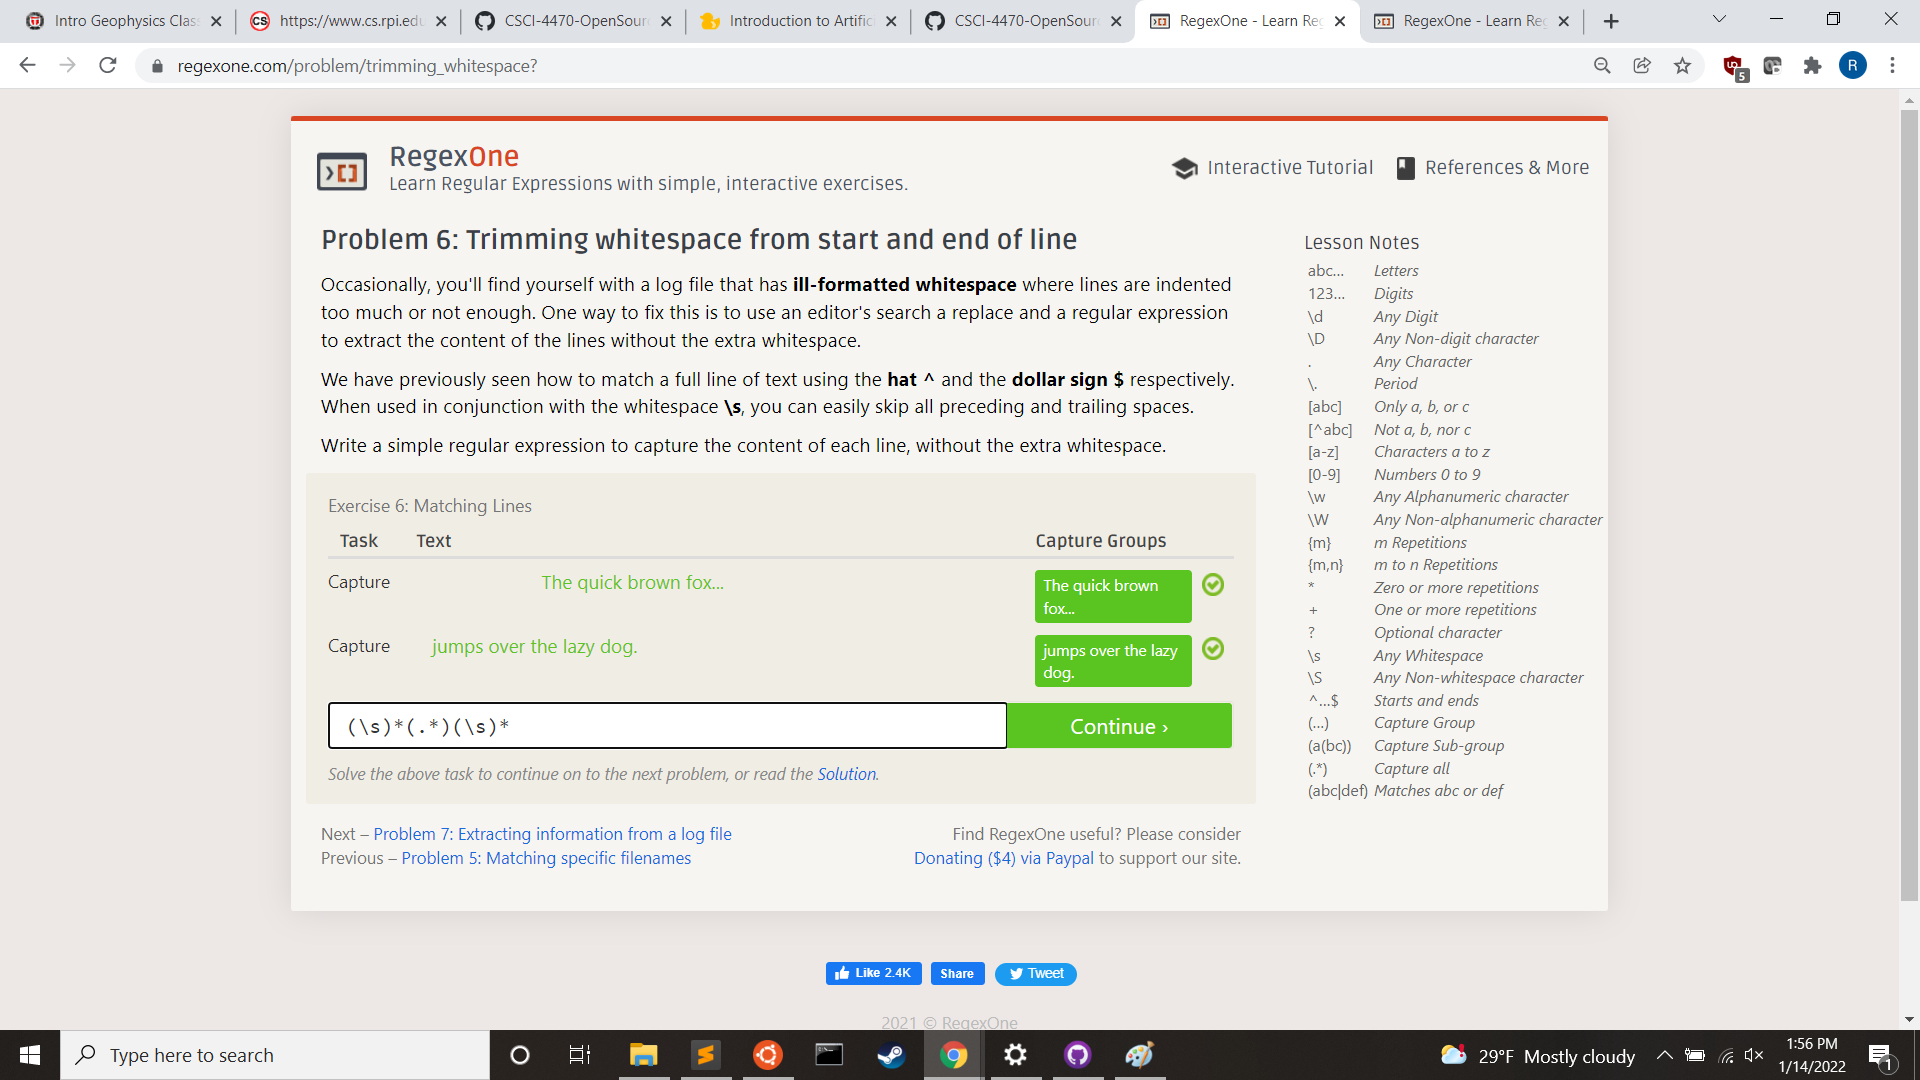 Intro Geophysics Clas
https://www.cs.rpi.edu
CSCI-4470-OpenSour
Introduction to Artific
CSCI-4470-OpenSour
RegexOne - Learn Re
RegexOne - Learn Reg
regexone.com/problem/trimming_whitespace?
5
R
RegexOne
Learn Regular Expressions with simple, interactive exercises.
Interactive Tutorial
References & More
Problem 6: Trimming whitespace from start and end of line
Occasionally, you'll find yourself with a log file that has ill-formatted whitespace where lines are indented
too much or not enough. One way to fix this is to use an editor's search a replace and a regular expression
to extract the content of the lines without the extra whitespace.
We have previously seen how to match a full line of text using the hat ^ and the dollar sign $ respectively.
When used in conjunction with the whitespace \s, you can easily skip all preceding and trailing spaces.
Write a simple regular expression to capture the content of each line, without the extra whitespace.
Exercise 6: Matching Lines
Task Text Capture Groups
Capture The quick brown fox... The quick brown
fox...
Capture jumps over the lazy dog. jumps over the lazy
dog.
(\s)*(.*)(\s)*
Continue ›
Solve the above task to continue on to the next problem, or read the Solution.
Next – Problem 7: Extracting information from a log file
Previous – Problem 5: Matching specific filenames
Find RegexOne useful? Please consider
Donating ($4) via Paypal to support our site.
Lesson Notes
abc... Letters
123... Digits
\d Any Digit
\D Any Non-digit character
. Any Character
\. Period
[abc] Only a, b, or c
[^abc] Not a, b, nor c
[a-z] Characters a to z
[0-9] Numbers 0 to 9
\w Any Alphanumeric character
\W Any Non-alphanumeric character
{m} m Repetitions
{m,n} m to n Repetitions
* Zero or more repetitions
+ One or more repetitions
? Optional character
\s Any Whitespace
\S Any Non-whitespace character
^...$ Starts and ends
(...) Capture Group
(a(bc)) Capture Sub-group
(.*) Capture all
(abc|def) Matches abc or def
Like 2.4K
Share
Tweet
2021 © RegexOne
Type here to search
29°F Mostly cloudy
1:56 PM
1/14/2022
1